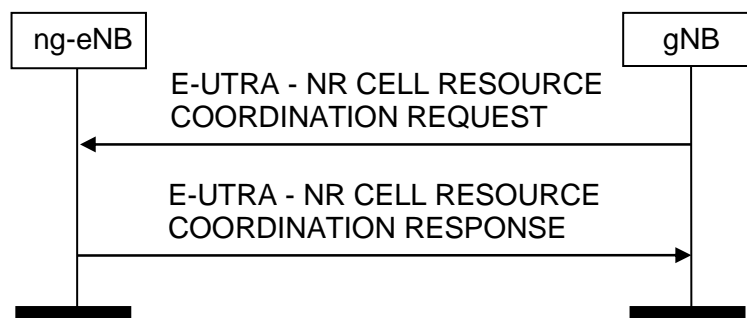 ng-eNB
gNB
E-UTRA - NR CELL RESOURCE
COORDINATION REQUEST
E-UTRA - NR CELL RESOURCE
COORDINATION RESPONSE